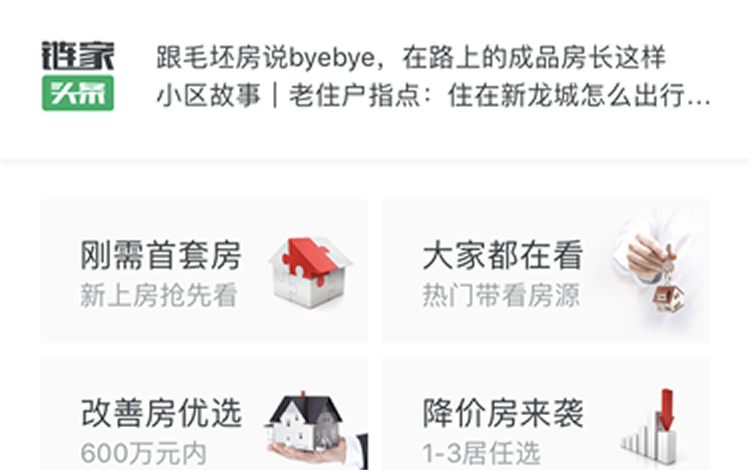 链家
头条
跟毛坯房说byebye，在路上的成品房长这样
小区故事｜老住户指点：住在新龙城怎么出行...
刚需首套房
新上房抢先看
大家都在看
热门带看房源
改善房优选
600万元内
降价房来袭
1-3居任选